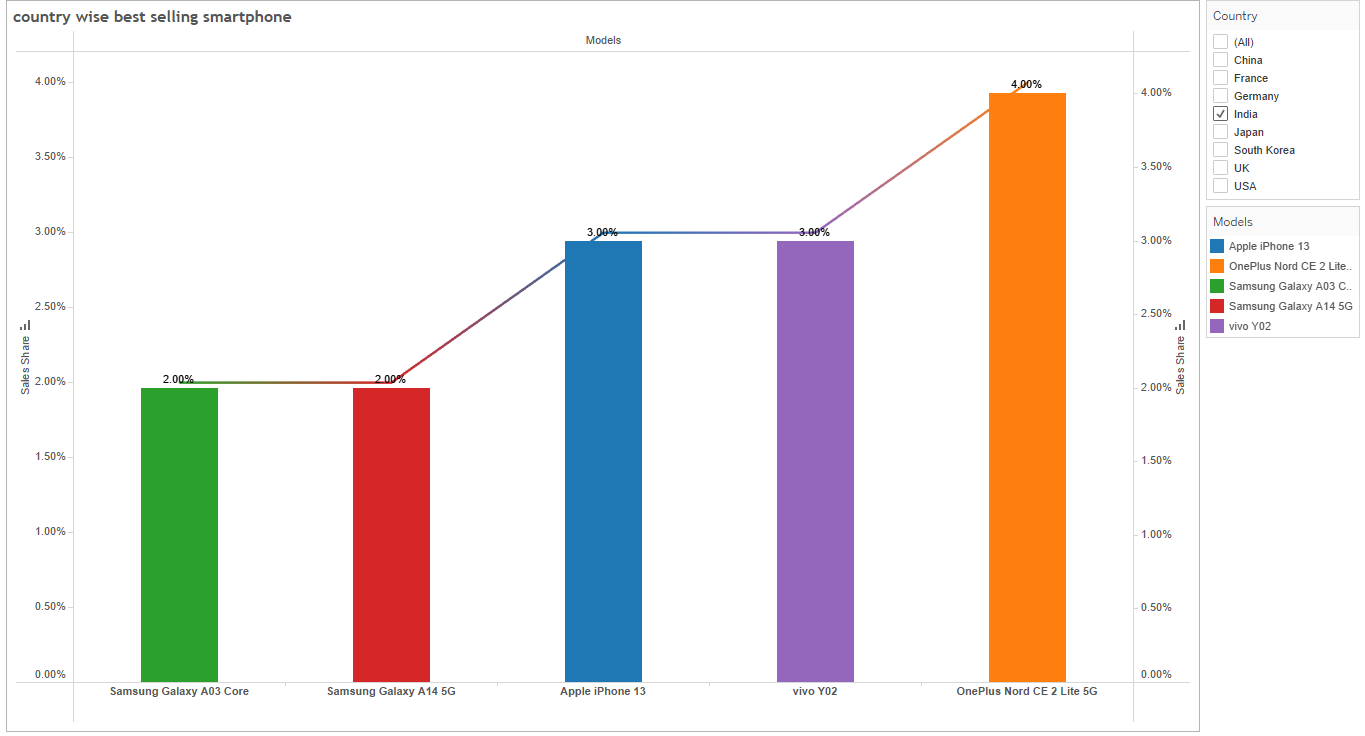 country wise best selling smartphone
Models
4.00%
3.50%
3.00%
2.50%
2.00%
1.50%
1.00%
0.50%
0.00%
Sales Share
2.00%
2.00%
3.00%
3.00%
4.00%
4.00%
3.50%
3.00%
2.50%
2.00%
1.50%
1.00%
0.50%
0.00%
Sales Share
Samsung Galaxy A03 Core
Samsung Galaxy A14 5G
Apple iPhone 13
vivo Y02
OnePlus Nord CE 2 Lite 5G
Country
(All)
China
France
Germany
India
Japan
South Korea
UK
USA
Models
Apple iPhone 13
OnePlus Nord CE 2 Lite..
Samsung Galaxy A03 C..
Samsung Galaxy A14 5G
vivo Y02